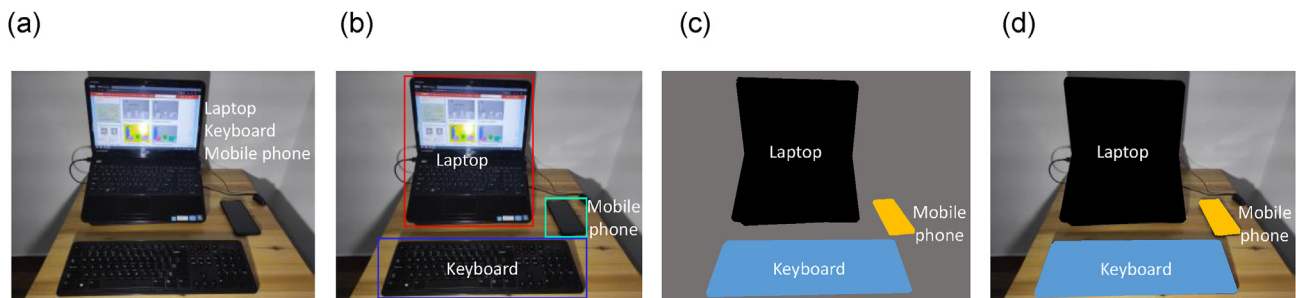 (a)
(b)
(c)
(d)
Laptop
Keyboard
Mobile phone
Laptop
Mobile
phone
Keyboard
Laptop
Mobile
phone
Keyboard
Laptop
Mobile
phone
Keyboard